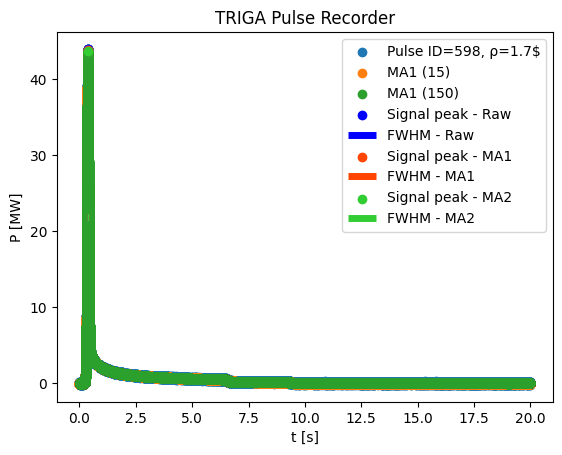 TRIGA Pulse Recorder
Pulse ID=598, ρ=1.7$
MA1 (15)
MA1 (150)
Signal peak - Raw
FWHM - Raw
Signal peak - MA1
FWHM - MA1
Signal peak - MA2
FWHM - MA2
P [MW]
40
30
20
10
0
0.0 2.5 5.0 7.5 10.0 12.5 15.0 17.5 20.0
t [s]